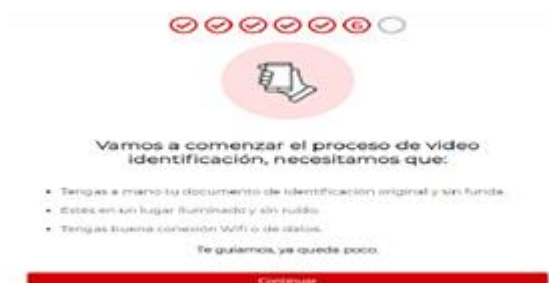 6
Vamos a comenzar el proceso de video
identificación, necesitamos que:
• Tengas a mano tu documento de identificación original y sin funda.
• Estés en un lugar iluminado y sin ruido.
• Tengas buena conexión Wifi o de datos.
Te guiamos, ya queda poco.
Continuar